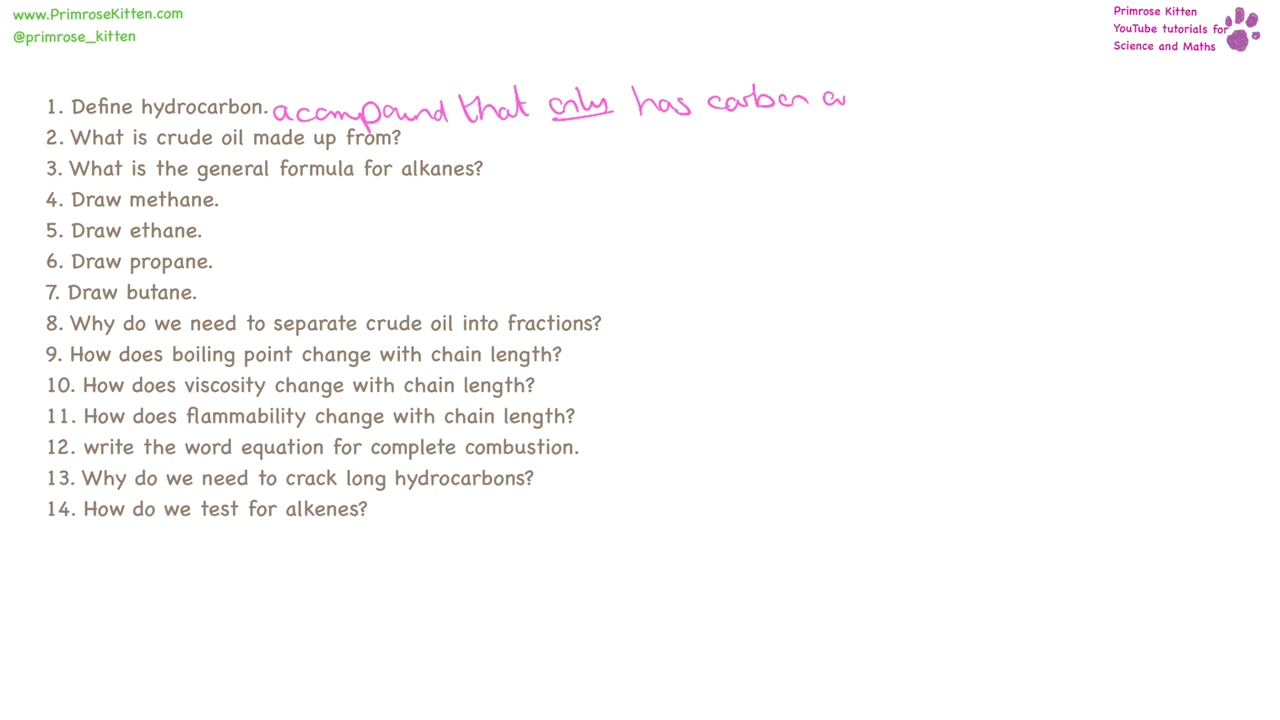 www.PrimroseKitten.com
@primrose_kitten
Primrose Kitten
YouTube tutorials for
Science and Maths
1. Define hydrocarbon. a compound that only has carbon
2. What is crude oil made up from?
3. What is the general formula for alkanes?
4. Draw methane.
5. Draw ethane.
6. Draw propane.
7. Draw butane.
8. Why do we need to separate crude oil into fractions?
9. How does boiling point change with chain length?
10. How does viscosity change with chain length?
11. How does flammability change with chain length?
12. write the word equation for complete combustion.
13. Why do we need to crack long hydrocarbons?
14. How do we test for alkenes?